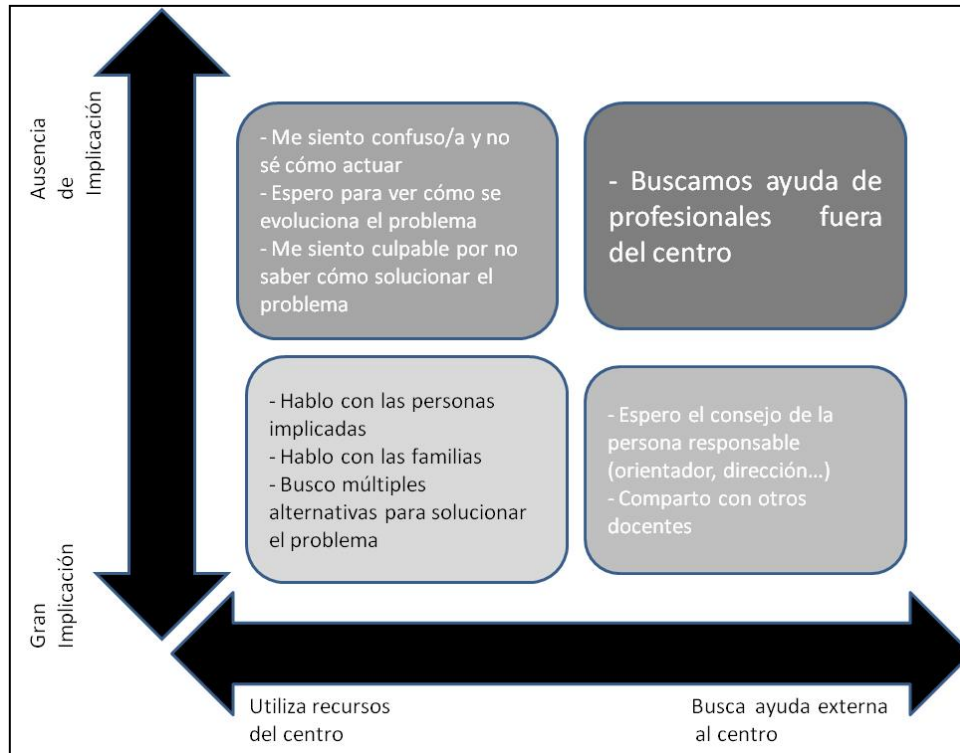 Ausencia
de
Implicación
- Me siento confuso/a y no
sé cómo actuar
- Espero para ver cómo se
evoluciona el problema
- Me siento culpable por no
saber cómo solucionar el
problema
- Buscamos ayuda de
profesionales fuera
del centro
Gran
Implicación
- Hablo con las personas
implicadas
- Hablo con las familias
- Busco múltiples
alternativas para solucionar
el problema
- Espero el consejo de la
persona responsable
(orientador, dirección...)
- Comparto con otros
docentes
Utiliza recursos
del centro
Busca ayuda externa
al centro